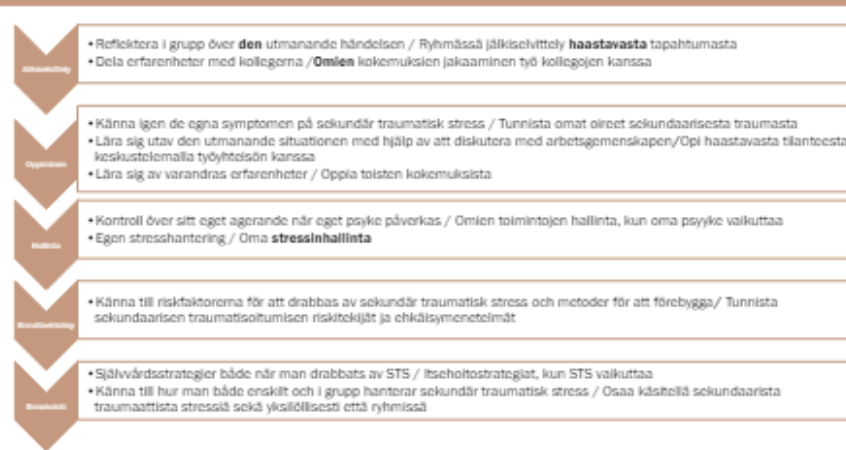 Jälkiselvittely
• Reflektera i grupp över den utmanande händelsen / Ryhmässä jälkiselvittely haastavasta tapahtumasta
• Dela erfarenheter med kollegerna /Omien kokemuksien jakaaminen työ kollegojen kanssa
Oppiminen
• Känna igen de egna symptomen på sekundär traumatisk stress / Tunnista omat oireet sekundaarisesta traumasta
• Lära sig utav den utmanande situationen med hjälp av att diskutera med arbetsgemenskapen/Opi haastavasta tilanteesta
keskustelemalla työyhteisön kanssa
• Lära sig av varandras erfarenheter / Oppia toisten kokemuksista
Hallinta
• Kontroll över sitt eget agerande när eget psyke påverkas / Omien toimintojen hallinta, kun oma psyyke vaikuttaa
• Egen stresshantering / Oma stressinhallinta
• Känna till riskfaktorerna för att drabbas av sekundär traumatisk stress och metoder för att förebygga/ Tunnista
sekundaarisen traumatisoitumisen riskitekijät ja ehkäisymenetelmät
• Självvårdsstrategier både när man drabbats av STS / Itsehoitostrategiat, kun STS vaikuttaa
• Känna till hur man både enskilt och i grupp hanterar sekundär traumatisk stress / Osaa käsitellä sekundaarista
traumaattista stressiä sekä yksilöllisesti että ryhmissä